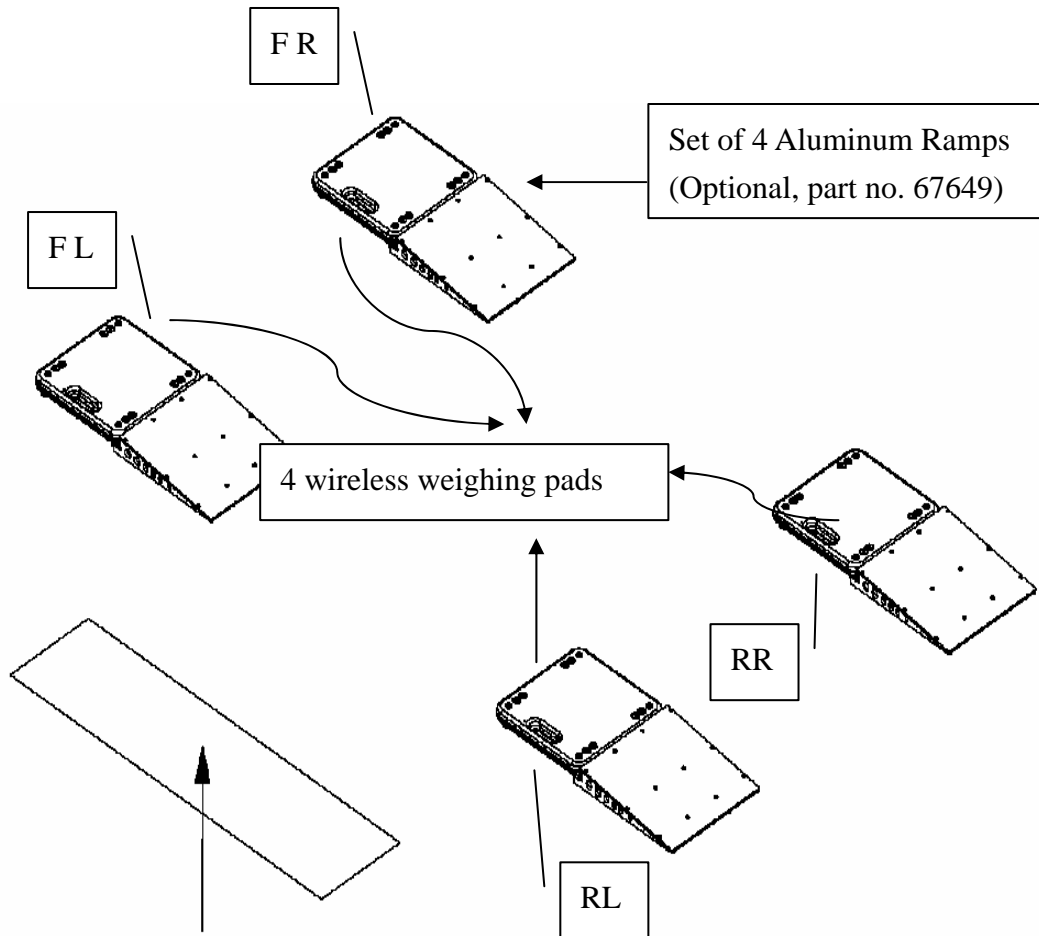 F R
Set of 4 Aluminum Ramps
(Optional, part no. 67649)
F L
4 wireless weighing pads
RR
RL